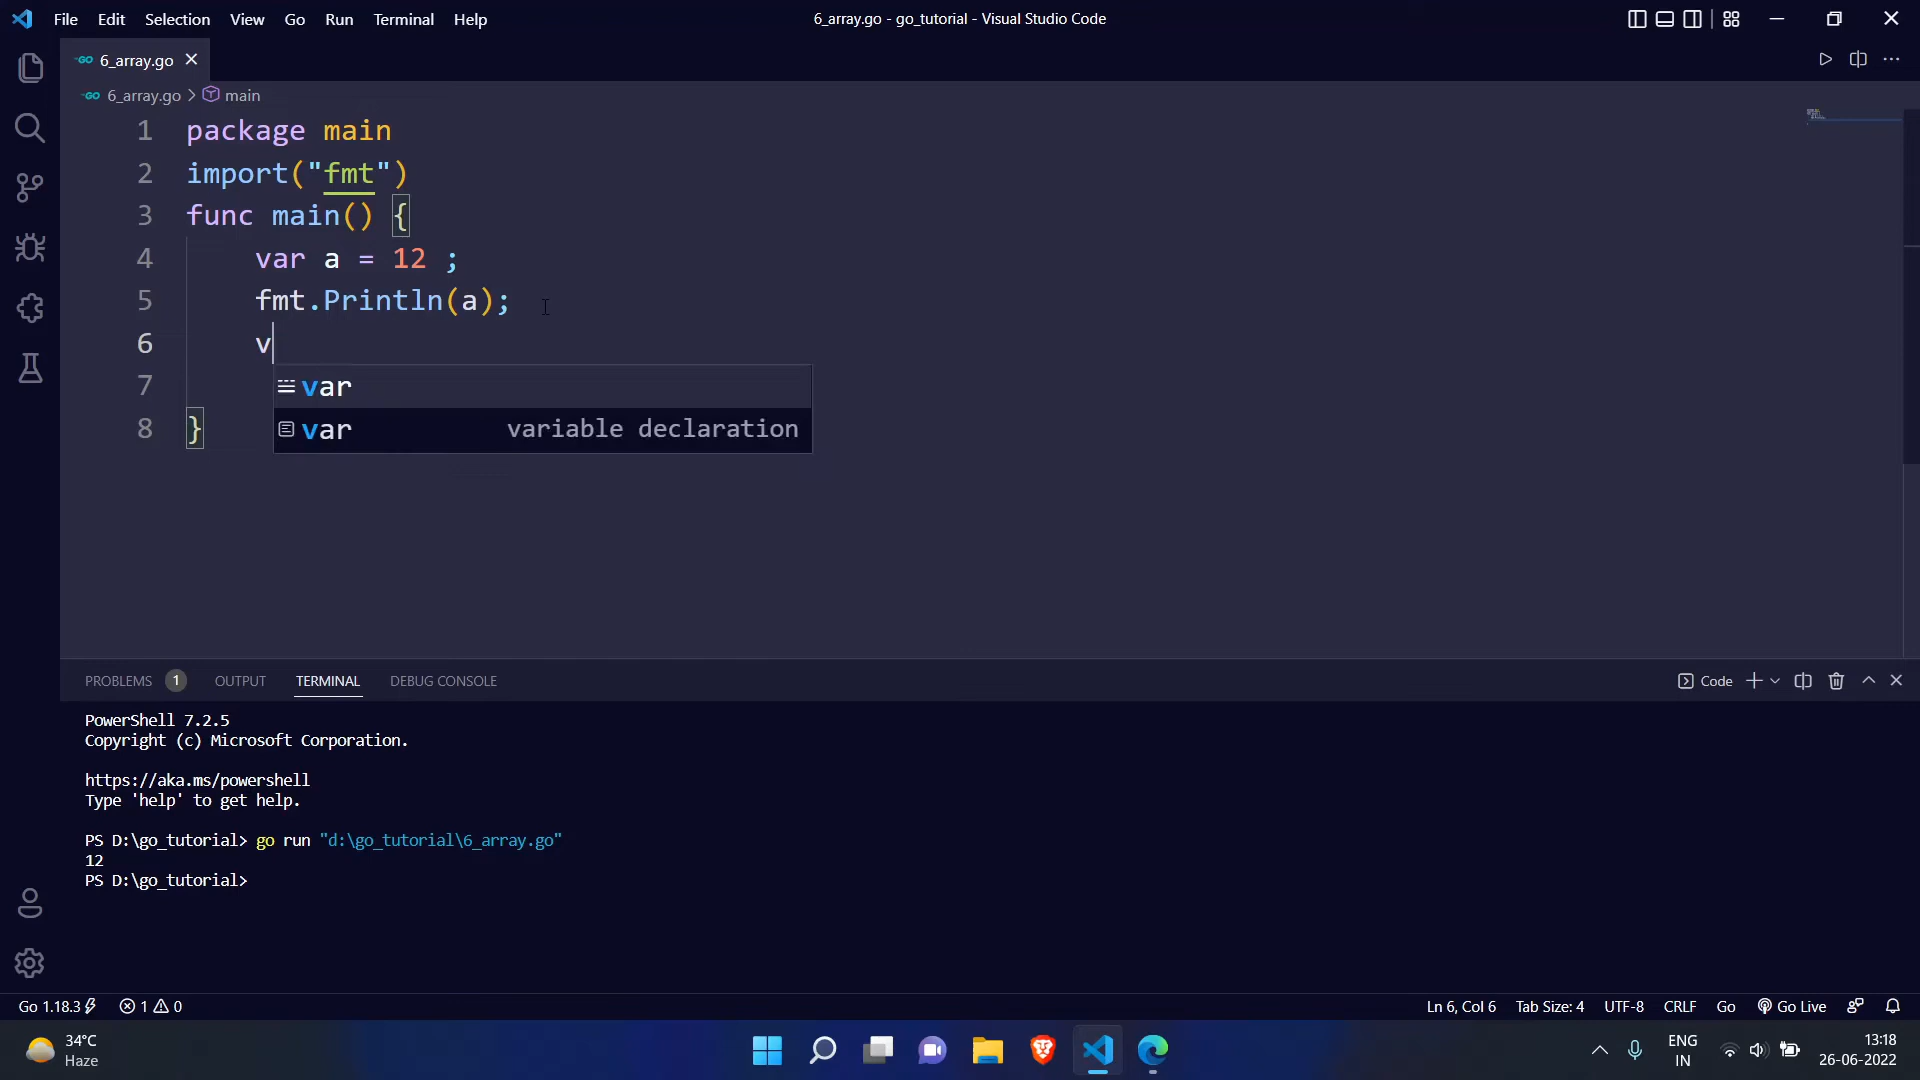 File Edit Selection View Go Run Terminal Help 6_array.go - go_tutorial - Visual Studio Code
GO 6_array.go
GO 6_array.go > main
1 package main
2 import("fmt")
3 func main() {
4 var a = 12 ;
5 fmt.Println(a);
6 v
var
7
var variable declaration
8 }
PROBLEMS 1 OUTPUT TERMINAL DEBUG CONSOLE Code
PowerShell 7.2.5
Copyright (c) Microsoft Corporation.
https://aka.ms/powershell
Type 'help' to get help.
PS D:\go_tutorial> go run "d:\go_tutorial\6_array.go"
12
PS D:\go_tutorial>
Go 1.18.3 1 0 Ln 6, Col 6 Tab Size: 4 UTF-8 CRLF Go Go Live
34°C
Haze
ENG
IN
13:18
26-06-2022